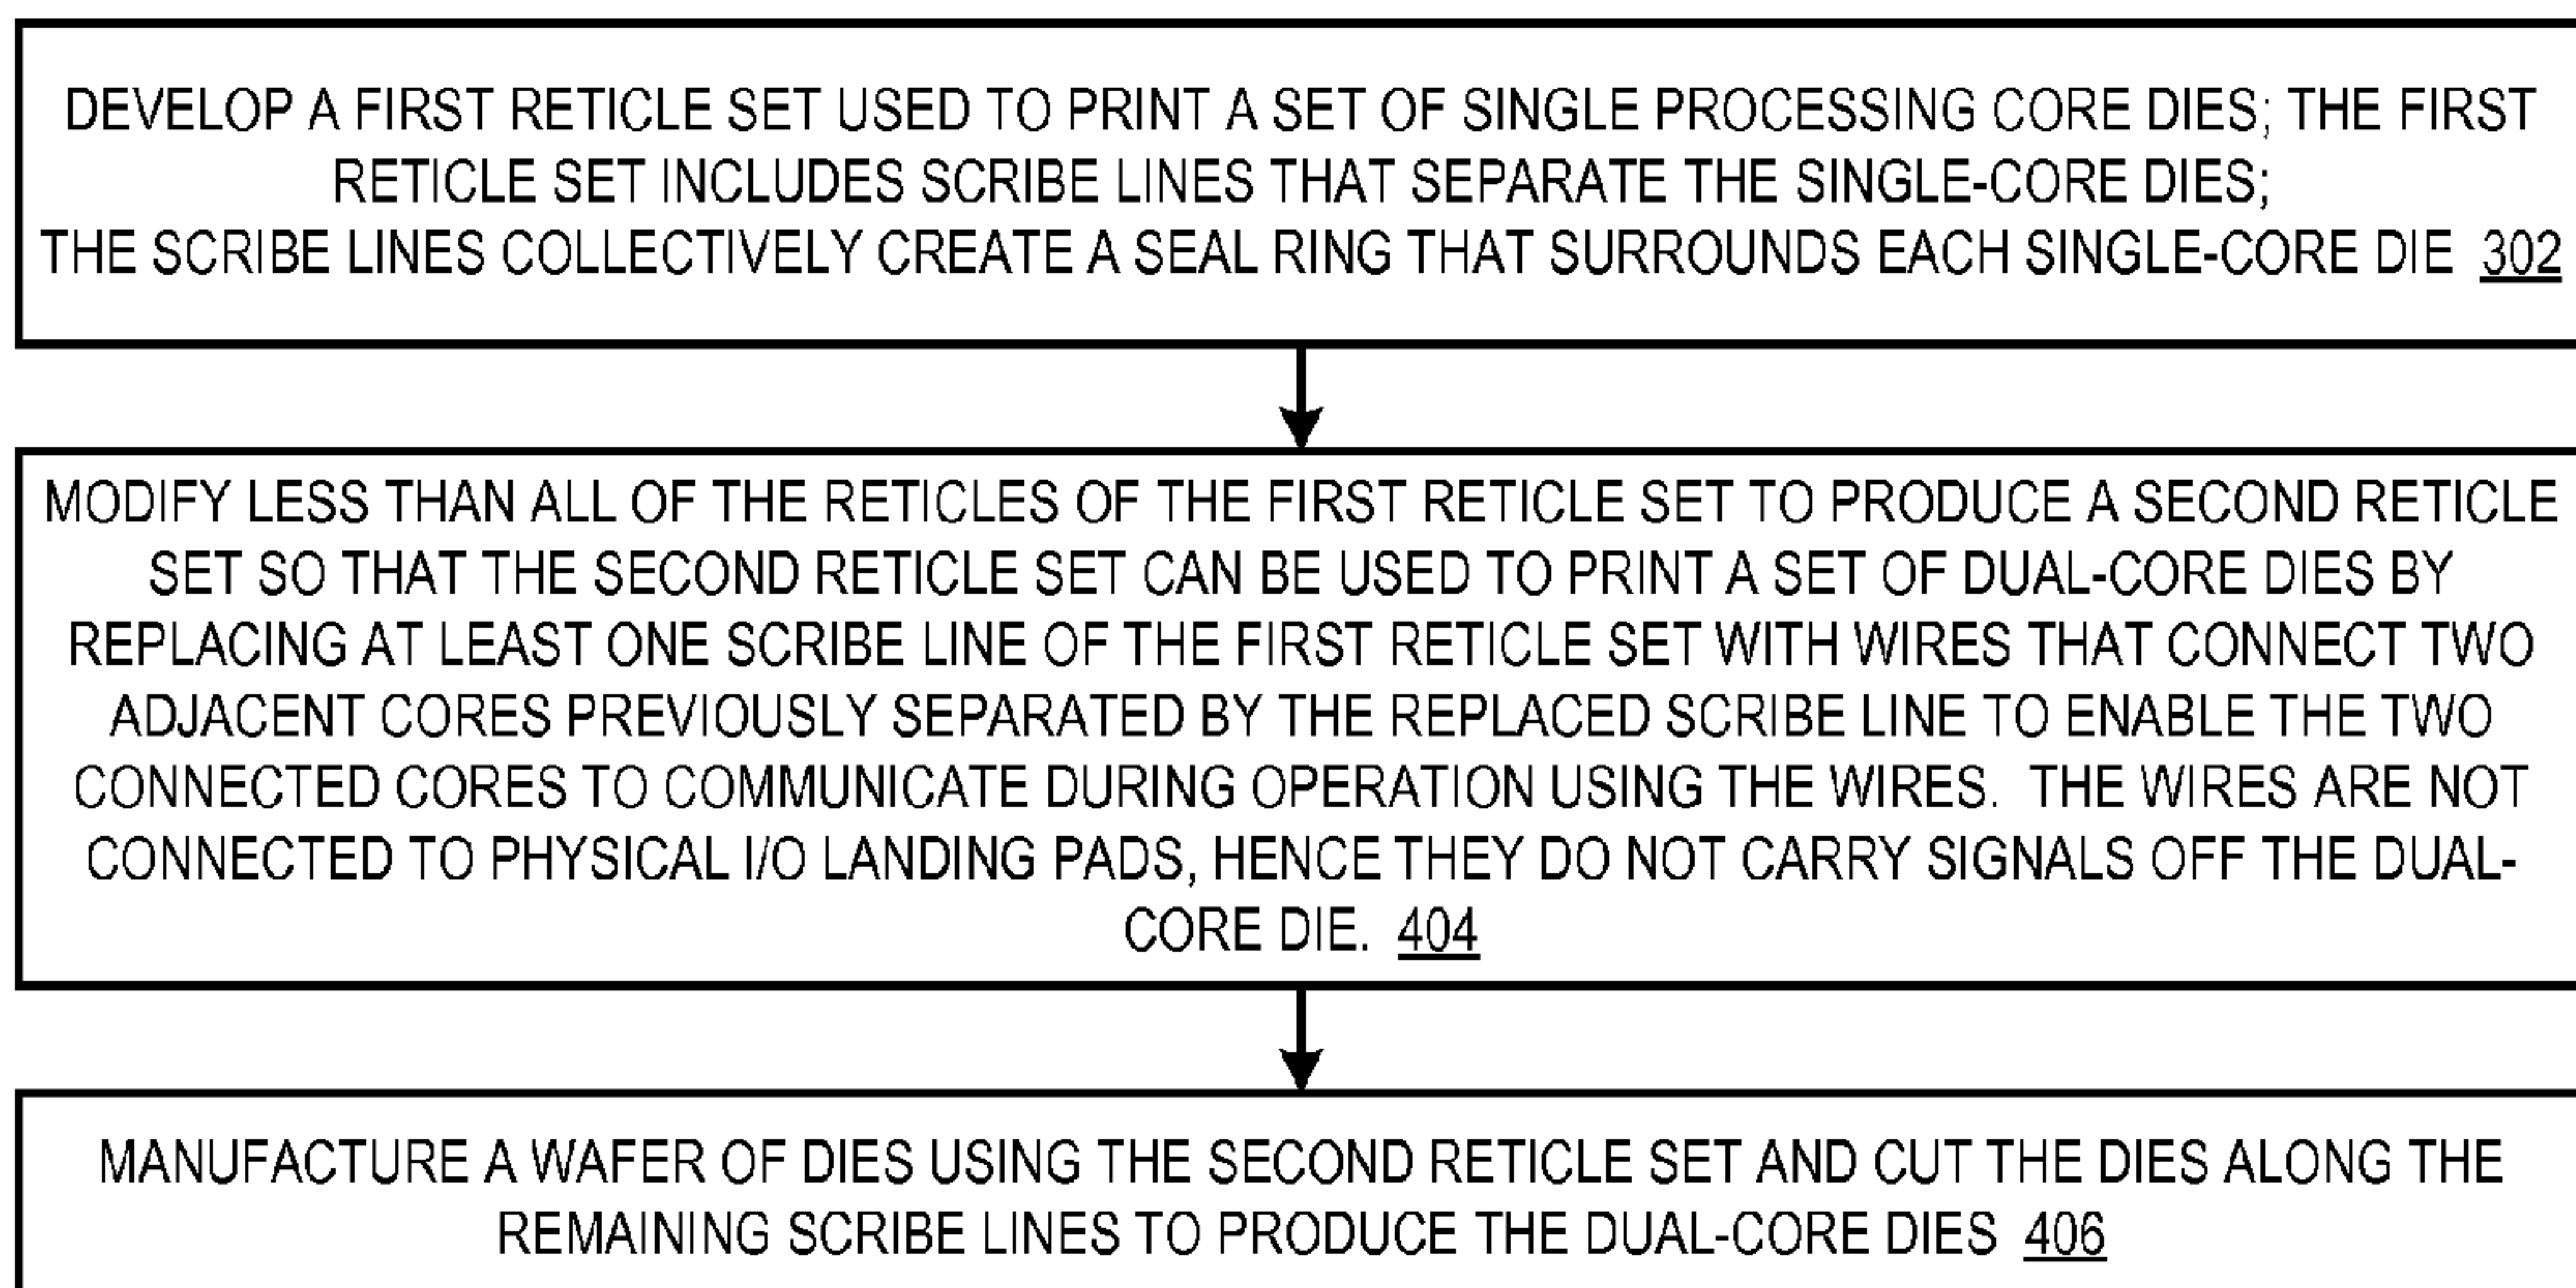 DEVELOP A FIRST RETICLE SET USED TO PRINT A SET OF SINGLE PROCESSING CORE DIES; THE FIRST
RETICLE SET INCLUDES SCRIBE LINES THAT SEPARATE THE SINGLE-CORE DIES;
THE SCRIBE LINES COLLECTIVELY CREATE A SEAL RING THAT SURROUNDS EACH SINGLE-CORE DIE 302
MODIFY LESS THAN ALL OF THE RETICLES OF THE FIRST RETICLE SET TO PRODUCE A SECOND RETICLE
SET SO THAT THE SECOND RETICLE SET CAN BE USED TO PRINT A SET OF DUAL-CORE DIES BY
REPLACING AT LEAST ONE SCRIBE LINE OF THE FIRST RETICLE SET WITH WIRES THAT CONNECT TWO
ADJACENT CORES PREVIOUSLY SEPARATED BY THE REPLACED SCRIBE LINE TO ENABLE THE TWO
CONNECTED CORES TO COMMUNICATE DURING OPERATION USING THE WIRES. THE WIRES ARE NOT
CONNECTED TO PHYSICAL I/O LANDING PADS, HENCE THEY DO NOT CARRY SIGNALS OFF THE DUAL-
CORE DIE. 404
MANUFACTURE A WAFER OF DIES USING THE SECOND RETICLE SET AND CUT THE DIES ALONG THE
REMAINING SCRIBE LINES TO PRODUCE THE DUAL-CORE DIES 406